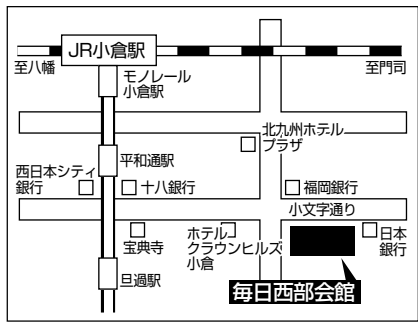 JR小倉駅
至八幡
至門司
モノレール
小倉駅
北九州ホテル
プラザ
平和通駅
西日本シティ
銀行
十八銀行
福岡銀行
小文字通り
宝典寺
ホテル
クラウンヒルズ
小倉
日本
銀行
旦過駅
毎日西部会館